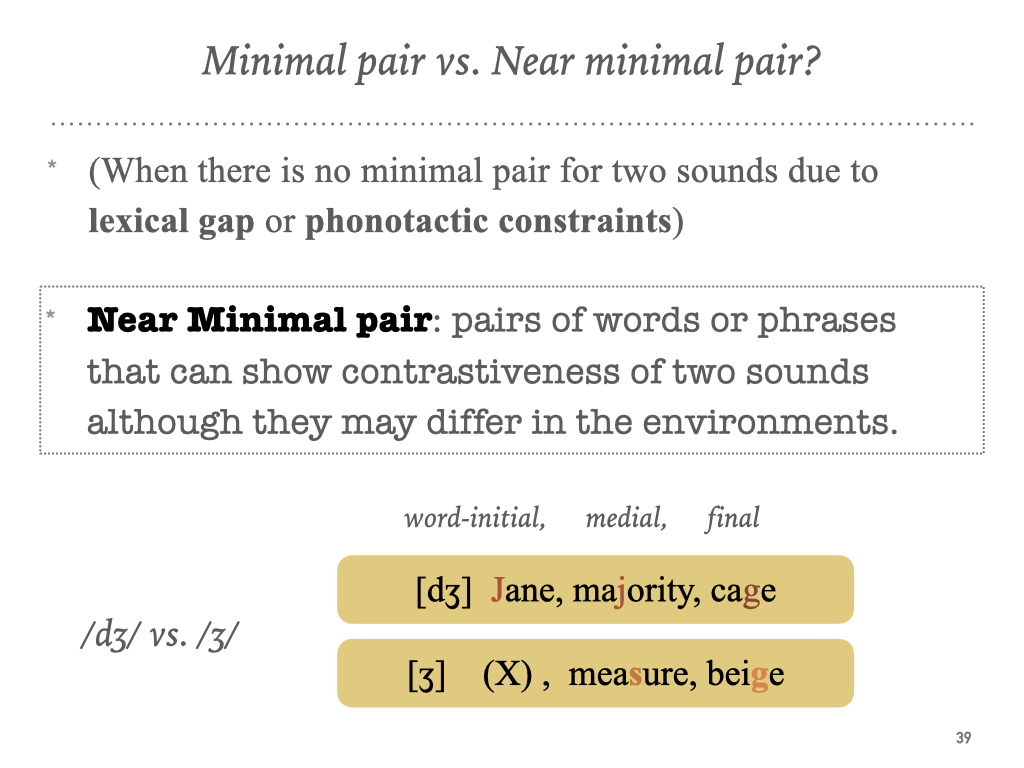 Minimal pair vs. Near minimal pair?
* (When there is no minimal pair for two sounds due to
lexical gap or phonotactic constraints)
* Near Minimal pair: pairs of words or phrases
that can show contrastiveness of two sounds
although they may differ in the environments.
word-initial, medial, final
[dʒ] Jane, majority, cage
/dʒ/ vs. /ʒ/
[ʒ] (X) , measure, beige
39